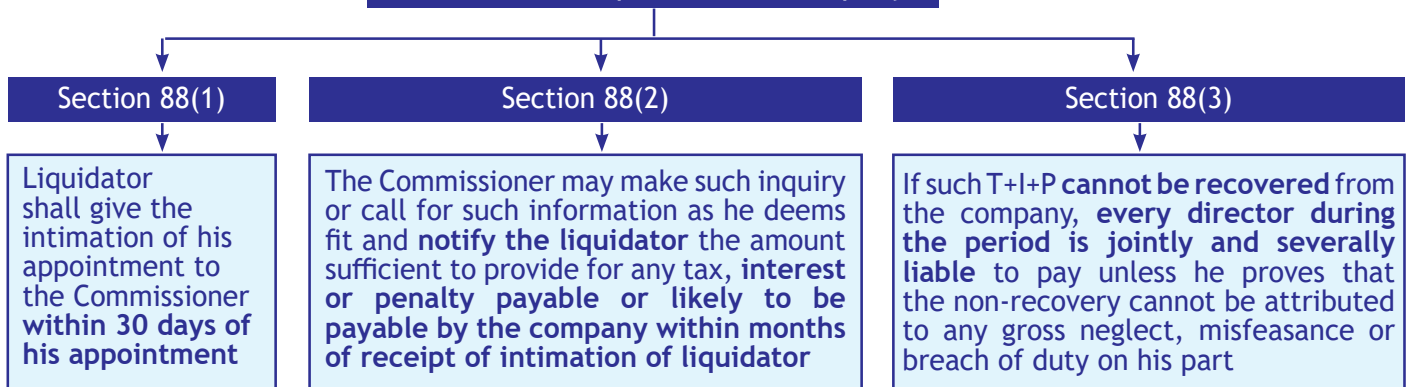 Section 88(1)
Section 88(2)
Section 88(3)
Liquidator
shall give the
intimation of his
appointment to
the Commissioner
within 30 days of
his appointment
The Commissioner may make such inquiry
or call for such information as he deems
fit and notify the liquidator the amount
sufficient to provide for any tax, interest
or penalty payable or likely to be
payable by the company within months
of receipt of intimation of liquidator
If such T+I+P cannot be recovered from
the company, every director during
the period is jointly and severally
liable to pay unless he proves that
the non-recovery cannot be attributed
to any gross neglect, misfeasance or
breach of duty on his part